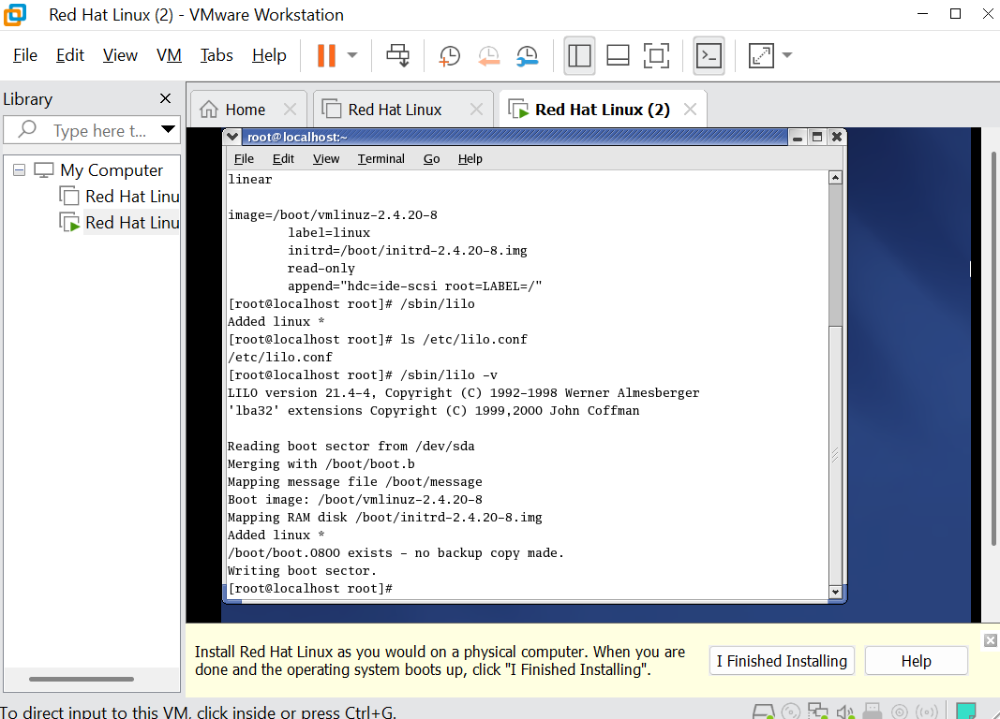 Red Hat Linux (2) - VMware Workstation
File Edit View VM Tabs Help
Library
Type here t...
My Computer
Red Hat Linu
Red Hat Linu
Home
Red Hat Linux
Red Hat Linux (2)
root@localhost:~
File Edit View Terminal Go Help
linear
image=/boot/vmlinuz-2.4.20-8
label=linux
initrd=/boot/initrd-2.4.20-8.img
read-only
append="hdc=ide-scsi root=LABEL=/"
[root@localhost root]# /sbin/lilo
Added linux *
[root@localhost root]# ls /etc/lilo.conf
/etc/lilo.conf
[root@localhost root]# /sbin/lilo -v
LILO version 21.4-4, Copyright (C) 1992-1998 Werner Almesberger
'lba32' extensions Copyright (C) 1999,2000 John Coffman
Reading boot sector from /dev/sda
Merging with /boot/boot.b
Mapping message file /boot/message
Boot image: /boot/vmlinuz-2.4.20-8
Mapping RAM disk /boot/initrd-2.4.20-8.img
Added linux *
/boot/boot.0800 exists - no backup copy made.
Writing boot sector.
[root@localhost root]#
Install Red Hat Linux as you would on a physical computer. When you are
done and the operating system boots up, click "I Finished Installing".
I Finished Installing
Help
To direct input to this VM, click inside or press Ctrl+G.